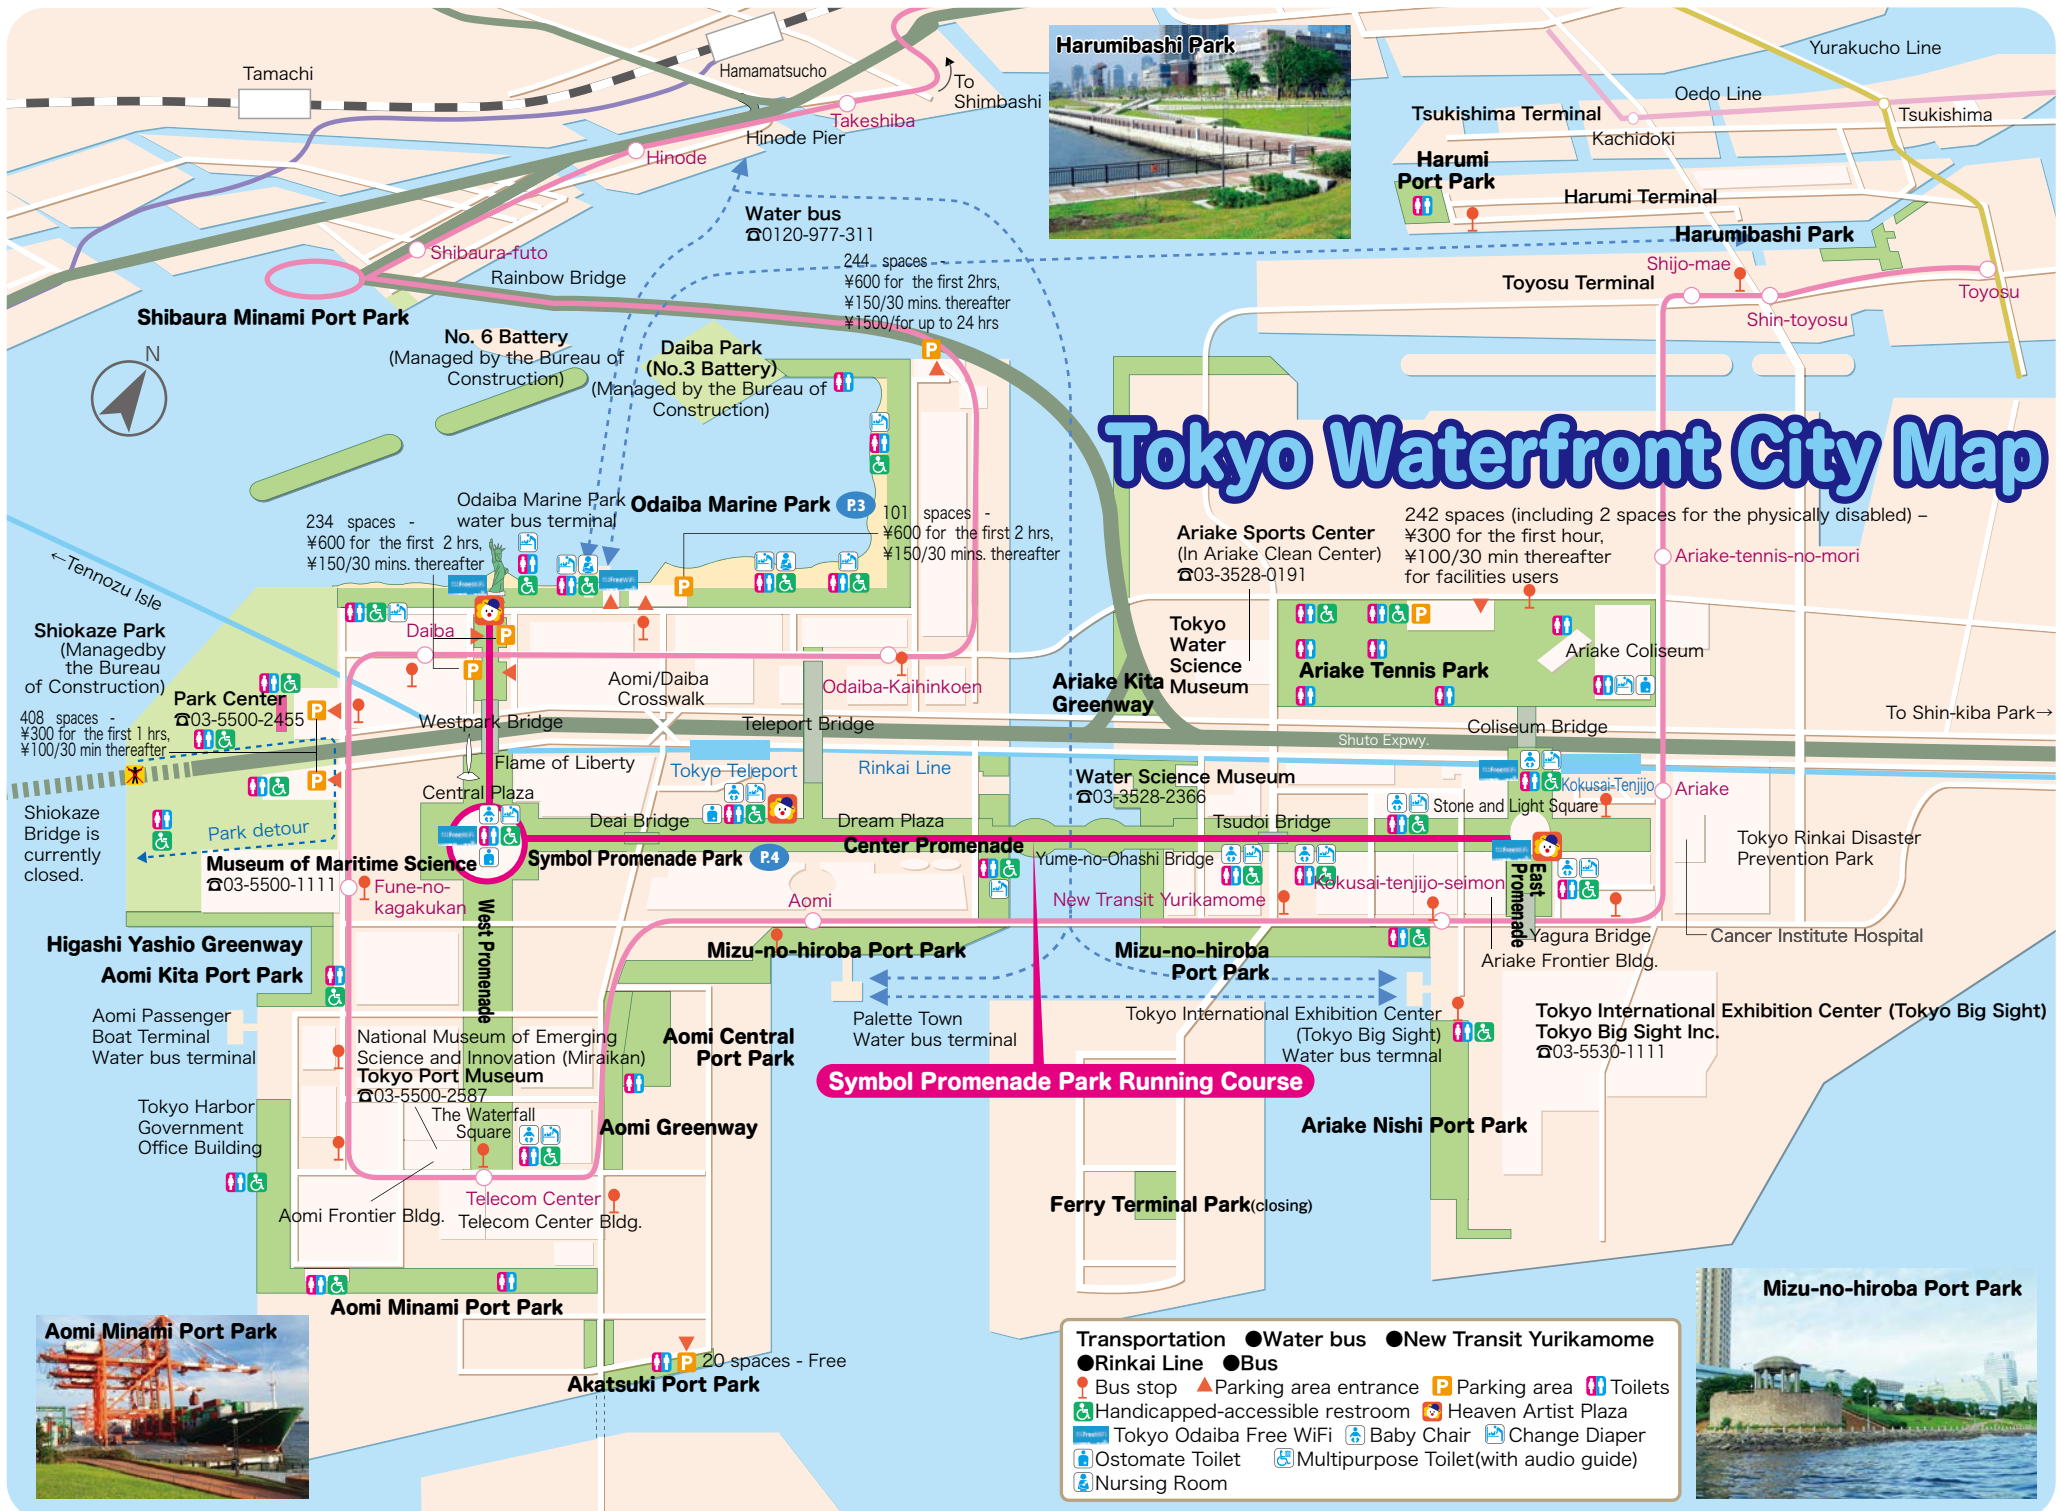 Tokyo Waterfront City Map
Tamachi
Hamamatsucho
To
Shimbashi
Takeshiba
Hinode Pier
Hinode
Harumibashi Park
Yurakucho Line
Oedo Line
Tsukishima Terminal
Kachidoki
Tsukishima
Harumi
Port Park
Harumi Terminal
Harumibashi Park
Shijo-mae
Toyosu Terminal
Toyosu
Shin-toyosu
Water bus
☎0120-977-311
Shibaura-futo
Rainbow Bridge
244 spaces -
¥600 for the first 2hrs,
¥150/30 mins. thereafter
¥1500/for up to 24 hrs
Shibaura Minami Port Park
N
No. 6 Battery
(Managed by the Bureau of
Construction)
Daiba Park
(No.3 Battery)
(Managed by the Bureau of
Construction)
P
Odaiba Marine Park
water bus terminal
Odaiba Marine Park P.3
234 spaces -
¥600 for the first 2 hrs,
¥150/30 mins. thereafter
101 spaces -
¥600 for the first 2 hrs,
¥150/30 mins. thereafter
Ariake Sports Center
(In Ariake Clean Center)
☎03-3528-0191
242 spaces (including 2 spaces for the physically disabled) –
¥300 for the first hour,
¥100/30 min thereafter
for facilities users
Ariake-tennis-no-mori
←Tennozu Isle
Shiokaze Park
(Managedby
the Bureau
of Construction)
Park Center
☎03-5500-2455
408 spaces -
¥300 for the first 1 hrs,
¥100/30 min thereafter
Daiba
P
P
P
P
P
P
Aomi/Daiba
Crosswalk
Odaiba-Kaihinkoen
Tokyo
Water
Science
Museum
Ariake Kita
Greenway
Ariake Tennis Park
Ariake Coliseum
Coliseum Bridge
To Shin-kiba Park→
Westpark Bridge
Teleport Bridge
Shuto Expwy.
Flame of Liberty
Tokyo Teleport
Rinkai Line
Water Science Museum
☎03-3528-2366
Kokusai-Tenjijo
Ariake
Stone and Light Square
Central Plaza
Shiokaze
Bridge is
currently
closed.
Park detour
Deai Bridge
Dream Plaza
Center Promenade
Tsudoi Bridge
Tokyo Rinkai Disaster
Prevention Park
Museum of Maritime Science
☎03-5500-1111
Symbol Promenade Park P.4
Yume-no-Ohashi Bridge
Fune-no-
kagakukan
Aomi
New Transit Yurikamome
Kokusai-tenjijo-seimon
East
Promenade
West Promenade
Higashi Yashio Greenway
Aomi Kita Port Park
Mizu-no-hiroba Port Park
Mizu-no-hiroba
Port Park
Yagura Bridge
Ariake Frontier Bldg.
Cancer Institute Hospital
Aomi Passenger
Boat Terminal
Water bus terminal
National Museum of Emerging
Science and Innovation (Miraikan)
Tokyo Port Museum
☎03-5500-2587
Aomi Central
Port Park
Palette Town
Water bus terminal
Tokyo International Exhibition Center
(Tokyo Big Sight)
Water bus termnal
Tokyo International Exhibition Center (Tokyo Big Sight)
Tokyo Big Sight Inc.
☎03-5530-1111
Symbol Promenade Park Running Course
Tokyo Harbor
Government
Office Building
The Waterfall
Square
Aomi Greenway
Ariake Nishi Port Park
Telecom Center
Aomi Frontier Bldg.
Telecom Center Bldg.
Ferry Terminal Park(closing)
Aomi Minami Port Park
Aomi Minami Port Park
P 20 spaces - Free
Akatsuki Port Park
Mizu-no-hiroba Port Park
Transportation ●Water bus ●New Transit Yurikamome
●Rinkai Line ●Bus
Bus stop Parking area entrance P Parking area Toilets
Handicapped-accessible restroom Heaven Artist Plaza
Tokyo Odaiba Free WiFi Baby Chair Change Diaper
Ostomate Toilet Multipurpose Toilet(with audio guide)
Nursing Room